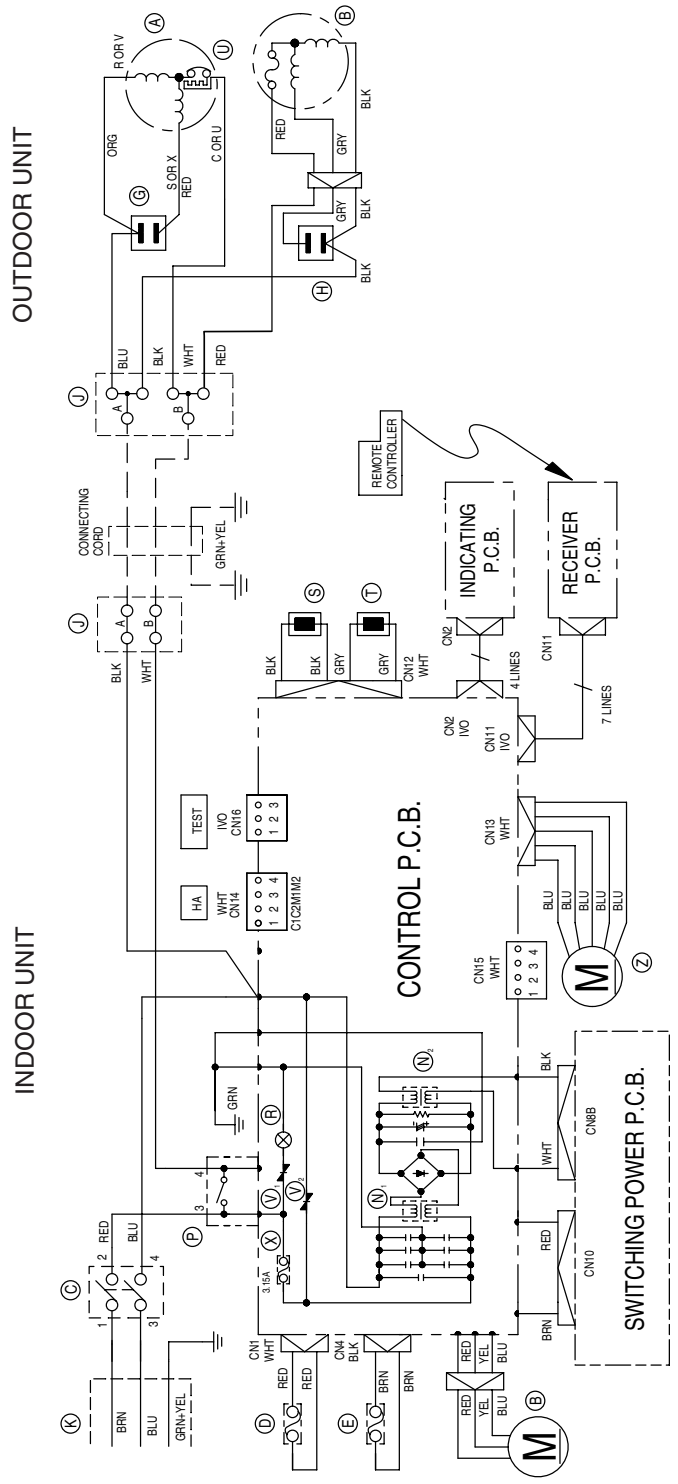 INDOOR UNIT
OUTDOOR UNIT
K
BRN
BLU
GRN+YEL
C
1
3
2
4
RED
BLU
P
3
4
GRN
X
3.15A
V1
V2
R
N1
N2
BLK
WHT
J
A
B
CONNECTING
CORD
GRN+YEL
J
A
B
BLU
BLK
WHT
RED
ORG
R OR V
A
U
G
S OR X
RED
C OR U
B
RED
GRY
BLK
GRY
BLK
H
BLK
HA
WHT
CN14
1 2 3 4
C1C2M1M2
TEST
IVO
CN16
1 2 3
BLK
BLK
GRY
GRY
CN12
WHT
S
T
CONTROL P.C.B.
CN2
IVO
4 LINES
CN2
INDICATING
P.C.B.
REMOTE
CONTROLLER
CN11
IVO
7 LINES
CN11
RECEIVER
P.C.B.
CN13
WHT
BLU
BLU
BLU
BLU
BLU
M
Z
CN15
WHT
1 2 3 4
D
CN1
WHT
RED
RED
E
CN4
BLK
BRN
BRN
RED
YEL
BLU
RED
YEL
BLU
M
B
BRN
RED
CN10
WHT
BLK
CN8B
SWITCHING POWER P.C.B.